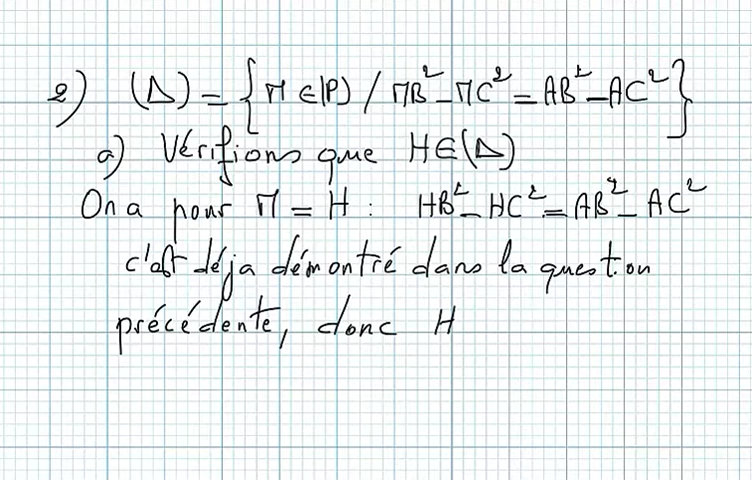 2) (Δ) = { M ∈ (P) / MB² - MC² = AB² - AC² }
a) Vérifions que H ∈ (Δ)
On a pour M = H : HB² - HC² = AB² - AC²
c'est déja démontré dans la question
précédente, donc H